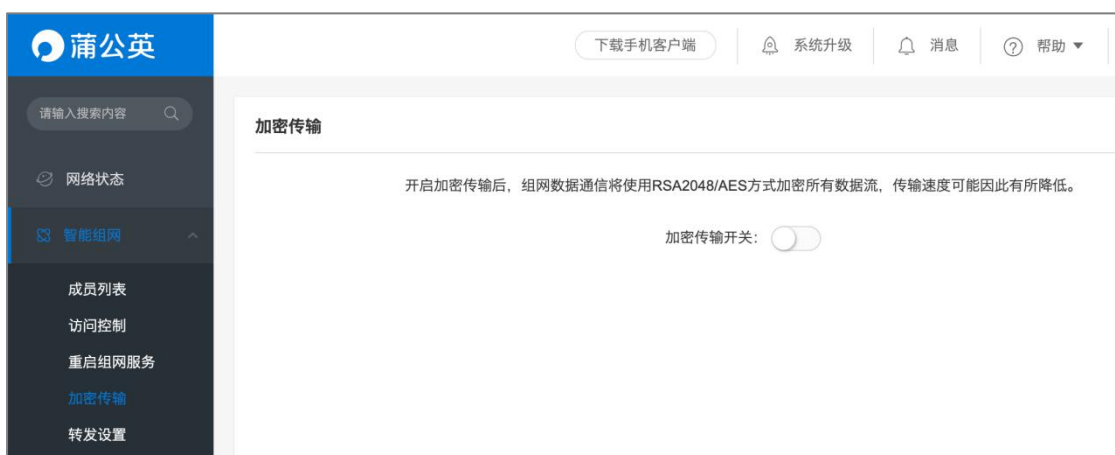 蒲公英
下载手机客户端
系统升级
消息
帮助
请输入搜索内容
网络状态
智能组网
成员列表
访问控制
重启组网服务
加密传输
转发设置
加密传输
开启加密传输后，组网数据通信将使用RSA2048/AES方式加密所有数据流，传输速度可能因此有所降低。
加密传输开关：